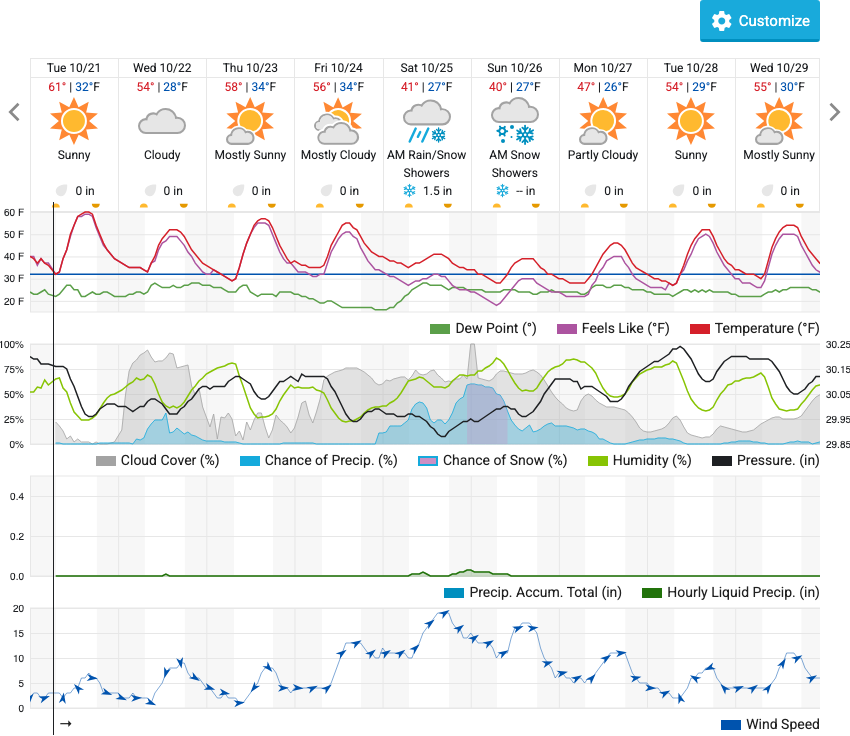 Customize
Tue 10/21 Wed 10/22 Thu 10/23 Fri 10/24 Sat 10/25 Sun 10/26 Mon 10/27 Tue 10/28 Wed 10/29
61° | 32°F 54° | 28°F 58° | 34°F 56° | 34°F 41° | 27°F 40° | 27°F 47° | 26°F 54° | 29°F 55° | 30°F
Sunny Cloudy Mostly Sunny Mostly Cloudy AM Rain/Snow AM Snow Partly Cloudy Sunny Mostly Sunny
Showers Showers
0 in 0 in 0 in 0 in 1.5 in -- in 0 in 0 in 0 in
60 F
50 F
40 F
30 F
20 F
Dew Point (°) Feels Like (°F) Temperature (°F)
100% 30.25
75% 30.15
50% 30.05
25% 29.95
0% 29.85
Cloud Cover (%) Chance of Precip. (%) Chance of Snow (%) Humidity (%) Pressure. (in)
0.4
0.2
0.0
Precip. Accum. Total (in) Hourly Liquid Precip. (in)
20
15
10
5
0
→
Wind Speed